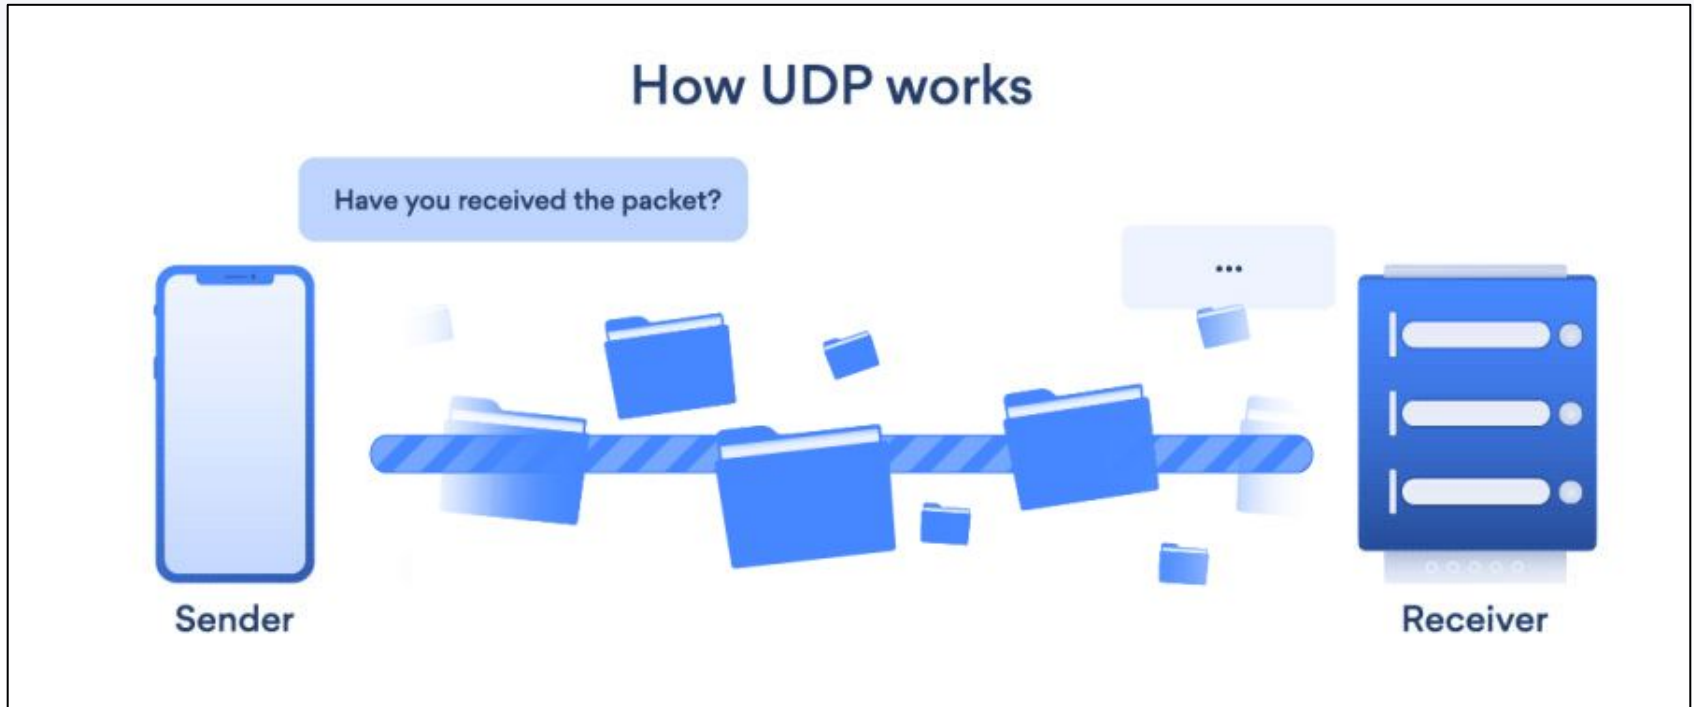 How UDP works
Have you received the packet?
...
Sender
Receiver